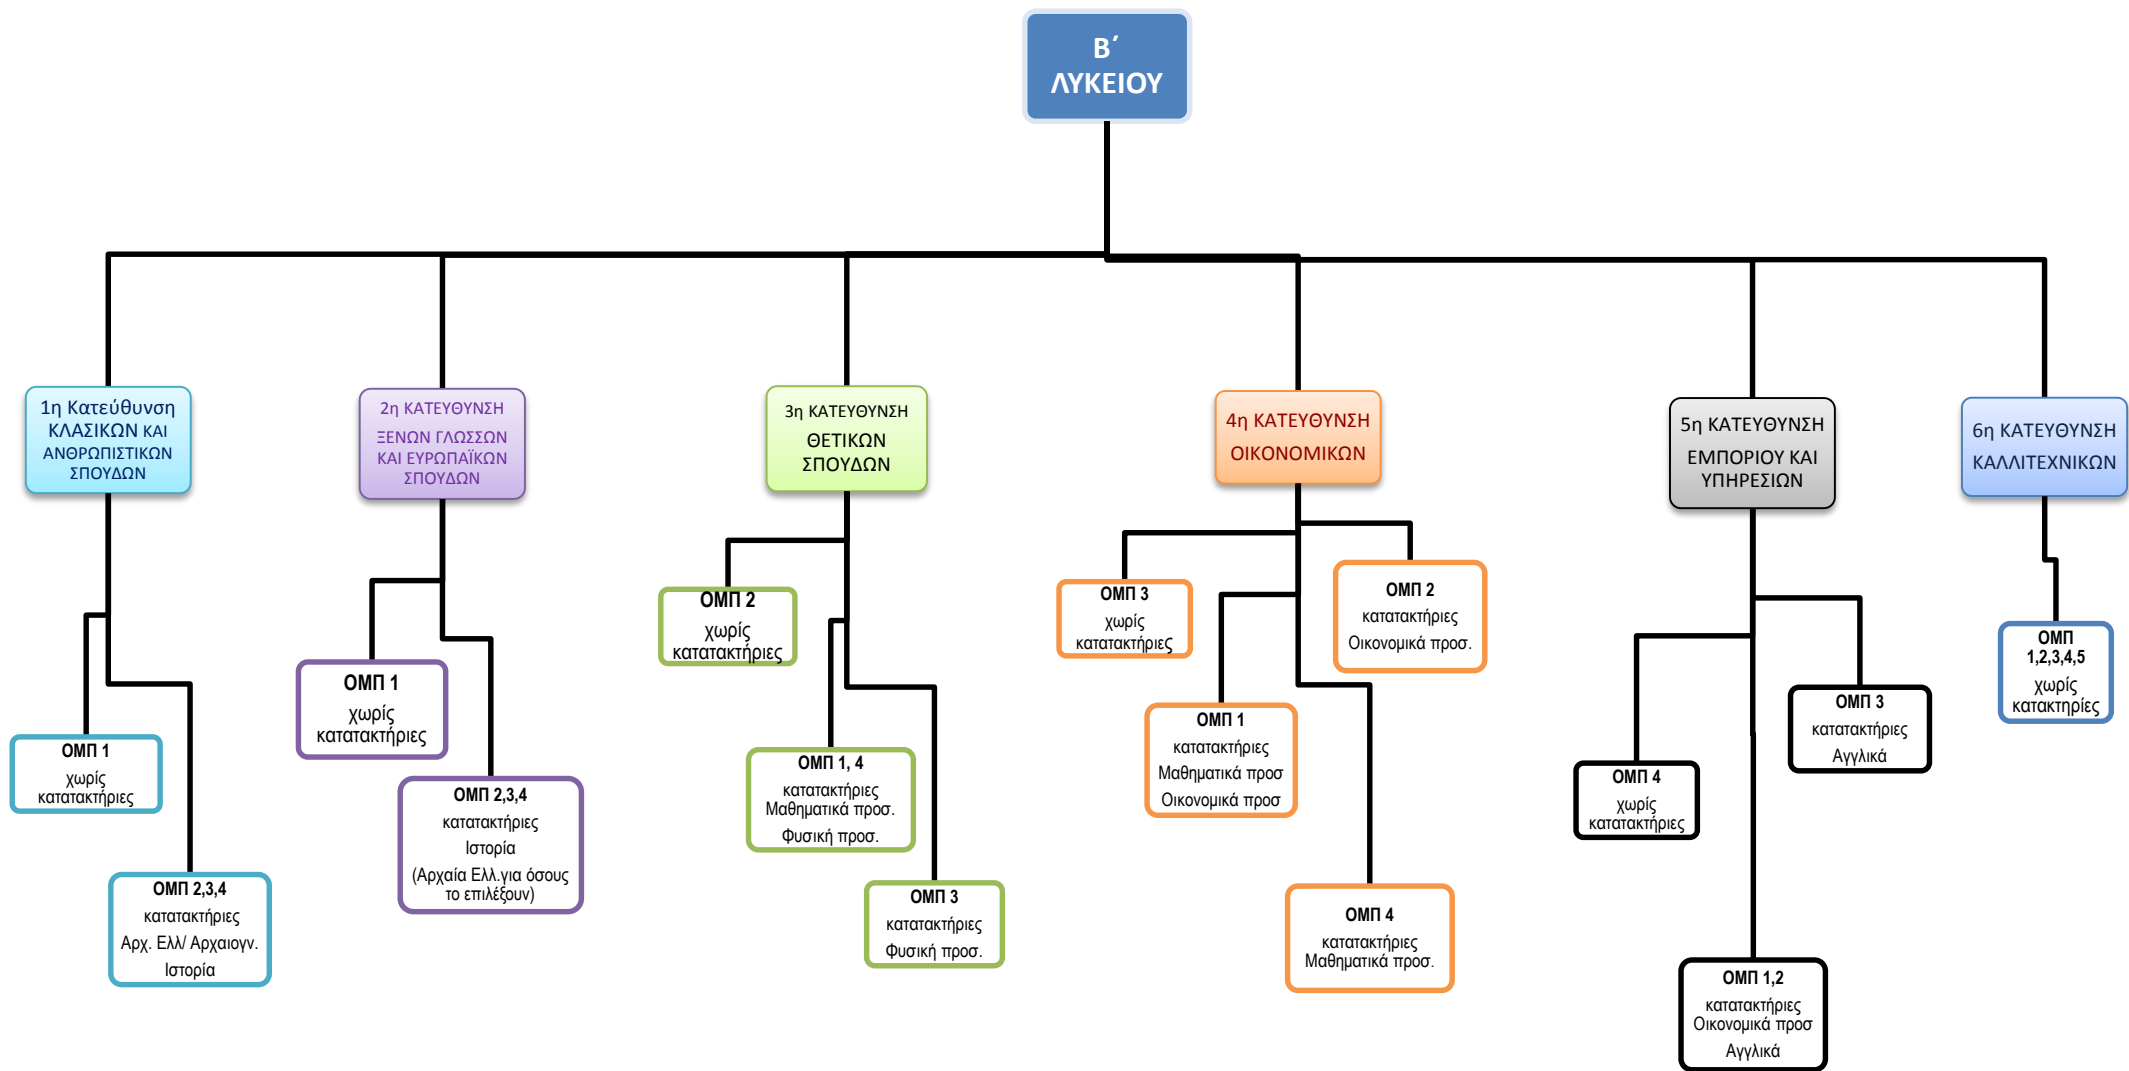 Β΄
ΛΥΚΕΙΟΥ
1η Κατεύθυνση
ΚΛΑΣΙΚΩΝ ΚΑΙ
ΑΝΘΡΩΠΙΣΤΙΚΩΝ
ΣΠΟΥΔΩΝ
2η ΚΑΤΕΥΘΥΝΣΗ
ΞΕΝΩΝ ΓΛΩΣΣΩΝ
ΚΑΙ ΕΥΡΩΠΑΪΚΩΝ
ΣΠΟΥΔΩΝ
3η ΚΑΤΕΥΘΥΝΣΗ
ΘΕΤΙΚΩΝ
ΣΠΟΥΔΩΝ
4η ΚΑΤΕΥΘΥΝΣΗ
ΟΙΚΟΝΟΜΙΚΩΝ
5η ΚΑΤΕΥΘΥΝΣΗ
ΕΜΠΟΡΙΟΥ ΚΑΙ
ΥΠΗΡΕΣΙΩΝ
6η ΚΑΤΕΥΘΥΝΣΗ
ΚΑΛΛΙΤΕΧΝΙΚΩΝ
ΟΜΠ 1
χωρίς
κατατακτήριες
ΟΜΠ 2,3,4
κατατακτήριες
Αρχ. Ελλ/ Αρχαιογν.
Ιστορία
ΟΜΠ 1
χωρίς
κατατακτήριες
ΟΜΠ 2,3,4
κατατακτήριες
Ιστορία
(Αρχαία Ελλ.για όσους
το επιλέξουν)
ΟΜΠ 2
χωρίς
κατατακτήριες
ΟΜΠ 1, 4
κατατακτήριες
Μαθηματικά προσ.
Φυσική προσ.
ΟΜΠ 3
κατατακτήριες
Φυσική προσ.
ΟΜΠ 3
χωρίς
κατατακτήριες
ΟΜΠ 1
κατατακτήριες
Μαθηματικά προσ
Οικονομικά προσ
ΟΜΠ 2
κατατακτήριες
Οικονομικά προσ.
ΟΜΠ 4
κατατακτήριες
Μαθηματικά προσ.
ΟΜΠ 4
χωρίς
κατατακτήριες
ΟΜΠ 1,2
κατατακτήριες
Οικονομικά προσ
Αγγλικά
ΟΜΠ 3
κατατακτήριες
Αγγλικά
ΟΜΠ
1,2,3,4,5
χωρίς
κατακτηρίες